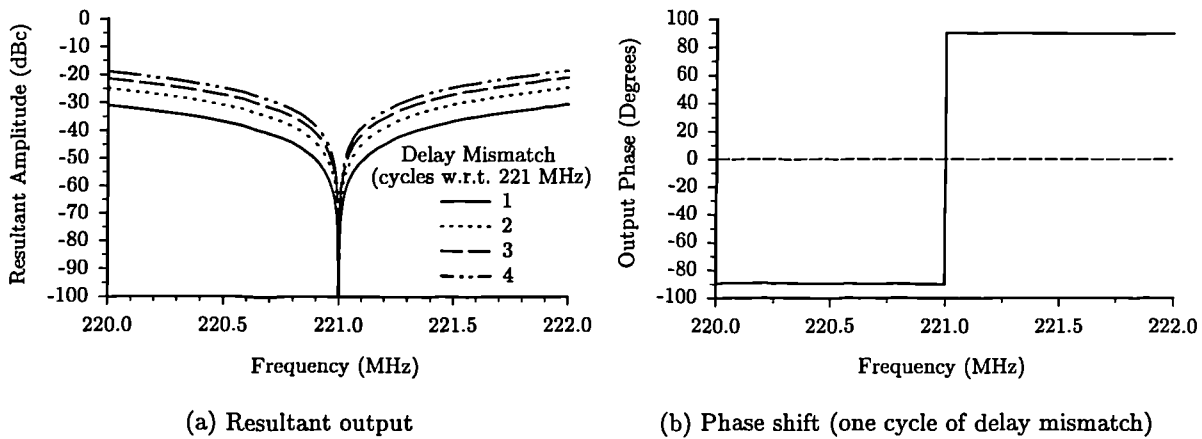 Resultant Amplitude (dBc)
0
-10
-20
-30
-40
-50
-60
-70
-80
-90
-100
220.0 220.5 221.0 221.5 222.0
Frequency (MHz)
Delay Mismatch
(cycles w.r.t. 221 MHz)
1
2
3
4
(a) Resultant output
Output Phase (Degrees)
100
80
60
40
20
0
-20
-40
-60
-80
-100
220.0 220.5 221.0 221.5 222.0
Frequency (MHz)
(b) Phase shift (one cycle of delay mismatch)